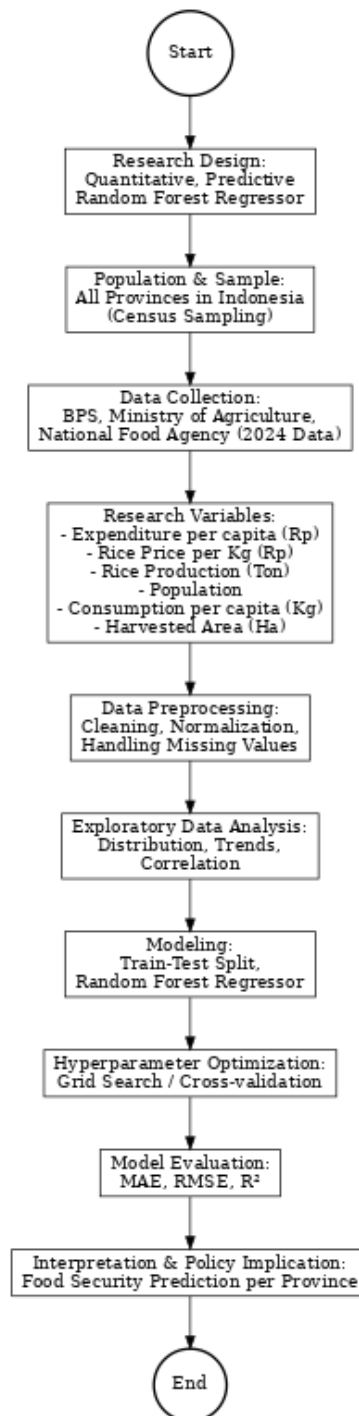 Start
Research Design:
Quantitative, Predictive
Random Forest Regressor
Population & Sample:
All Provinces in Indonesia
(Census Sampling)
Data Collection:
BPS, Ministry of Agriculture,
National Food Agency (2024 Data)
Research Variables:
- Expenditure per capita (Rp)
- Rice Price per Kg (Rp)
- Rice Production (Ton)
- Population
- Consumption per capita (Kg)
- Harvested Area (Ha)
Data Preprocessing:
Cleaning, Normalization,
Handling Missing Values
Exploratory Data Analysis:
Distribution, Trends,
Correlation
Modeling:
Train-Test Split,
Random Forest Regressor
Hyperparameter Optimization:
Grid Search / Cross-validation
Model Evaluation:
MAE, RMSE, R²
Interpretation & Policy Implication:
Food Security Prediction per Province
End